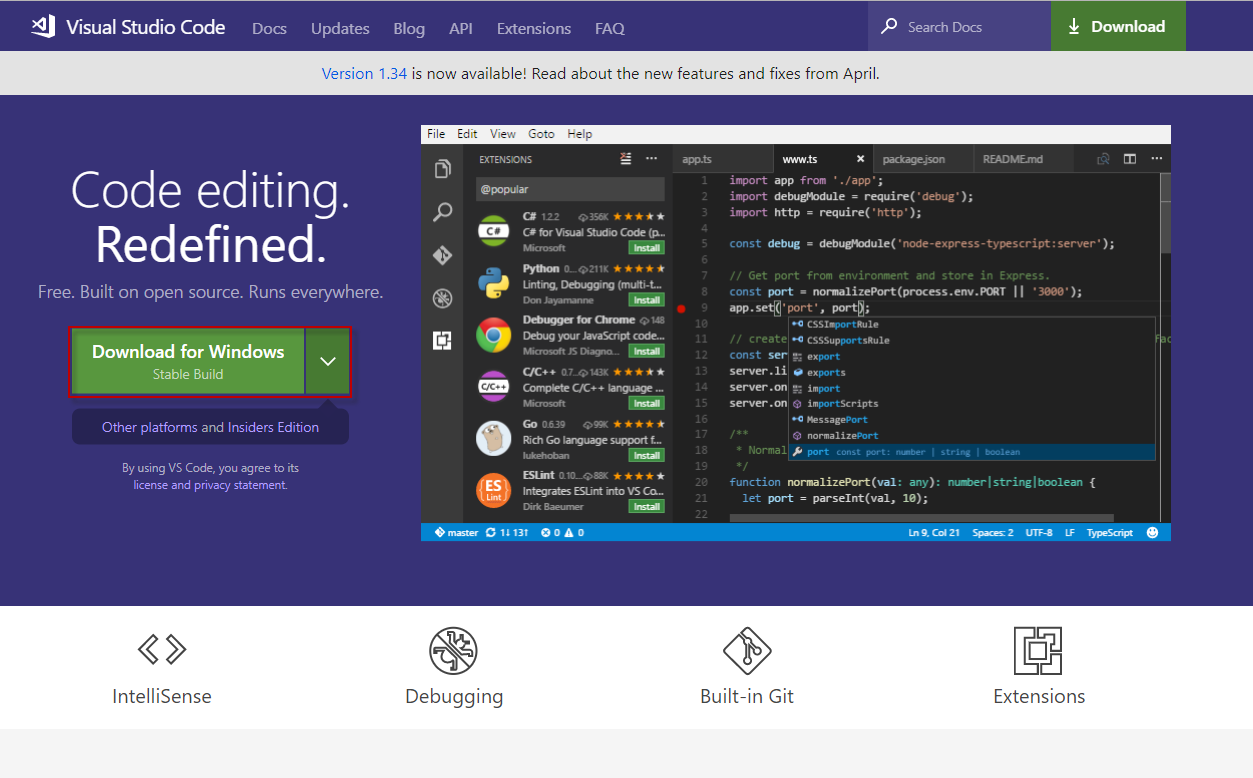 Visual Studio Code Docs Updates Blog API Extensions FAQ Search Docs Download
Version 1.34 is now available! Read about the new features and fixes from April.
Code editing.
Redefined.
Free. Built on open source. Runs everywhere.
Download for Windows
Stable Build
Other platforms and Insiders Edition
By using VS Code, you agree to its
license and privacy statement.
File Edit View Goto Help
EXTENSIONS
@popular
C# 1.2.2 356K
C# for Visual Studio Code (p...
Microsoft Install
Python 0... 211K
Linting, Debugging (multi-t...
Don Jayamanne Install
Debugger for Chrome 148
Debug your JavaScript code...
Microsoft JS Diagno... Install
C/C++
C/C++ 0.7... 143K
Complete C/C++ language ...
Microsoft Install
Go 0.6.39 99K
Rich Go language support f...
lukehoban Install
ES
Lint
ESLint 0.10... 88K
Integrates ESLint into VS Co...
Dirk Baeumer Install
app.ts www.ts package.json README.md
1 import app from './app';
2 import debugModule = require('debug');
3 import http = require('http');
4
5 const debug = debugModule('node-express-typescript:server');
6
7 // Get port from environment and store in Express.
8 const port = normalizePort(process.env.PORT || '3000');
9 app.set('port', port);
10
11 // create
12 const ser
13 server.li
14 server.on
15 server.on
16
17 /**
18 * Normal
19 */
20 function normalizePort(val: any): number|string|boolean {
21 let port = parseInt(val, 10);
22
CSSImportRule
CSSSupportsRule
export
exports
import
importScripts
MessagePort
normalizePort
port const port: number | string | boolean
master 1↓ 13↑ 0 0 Ln 9, Col 21 Spaces: 2 UTF-8 LF TypeScript
IntelliSense Debugging Built-in Git Extensions